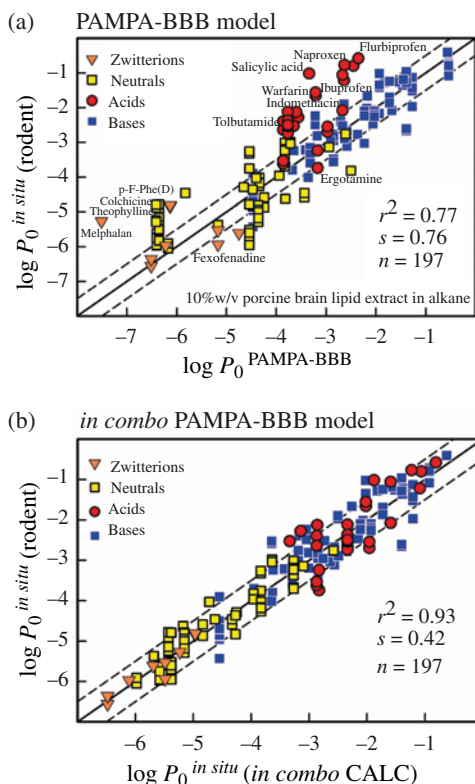 (a) PAMPA-BBB model
Zwitterions
Neutrals
Acids
Bases
Flurbiprofen
Naproxen
Salicylic acid
Warfarin
Ibuprofen
Indomethacin
Tolbutamide
p-F-Phe(D)
Colchicine
Theophylline
Melphalan
Ergotamine
Fexofenadine
r² = 0.77
s = 0.76
n = 197
10%w/v porcine brain lipid extract in alkane
log P₀ in situ (rodent)
–1
–2
–3
–4
–5
–6
–7
–7 –6 –5 –4 –3 –2 –1
log P₀ PAMPA-BBB
(b) in combo PAMPA-BBB model
Zwitterions
Neutrals
Acids
Bases
r² = 0.93
s = 0.42
n = 197
log P₀ in situ (rodent)
–1
–2
–3
–4
–5
–6
–6 –5 –4 –3 –2 –1
log P₀ in situ (in combo CALC)